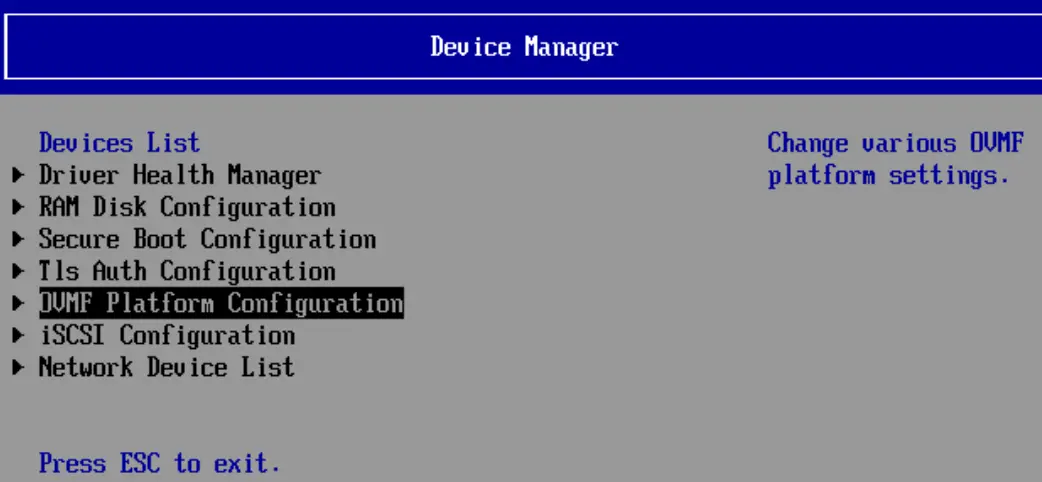 Device Manager
Devices List
Driver Health Manager
RAM Disk Configuration
Secure Boot Configuration
Tls Auth Configuration
OVMF Platform Configuration
iSCSI Configuration
Network Device List
Change various OVMF
platform settings.
Press ESC to exit.